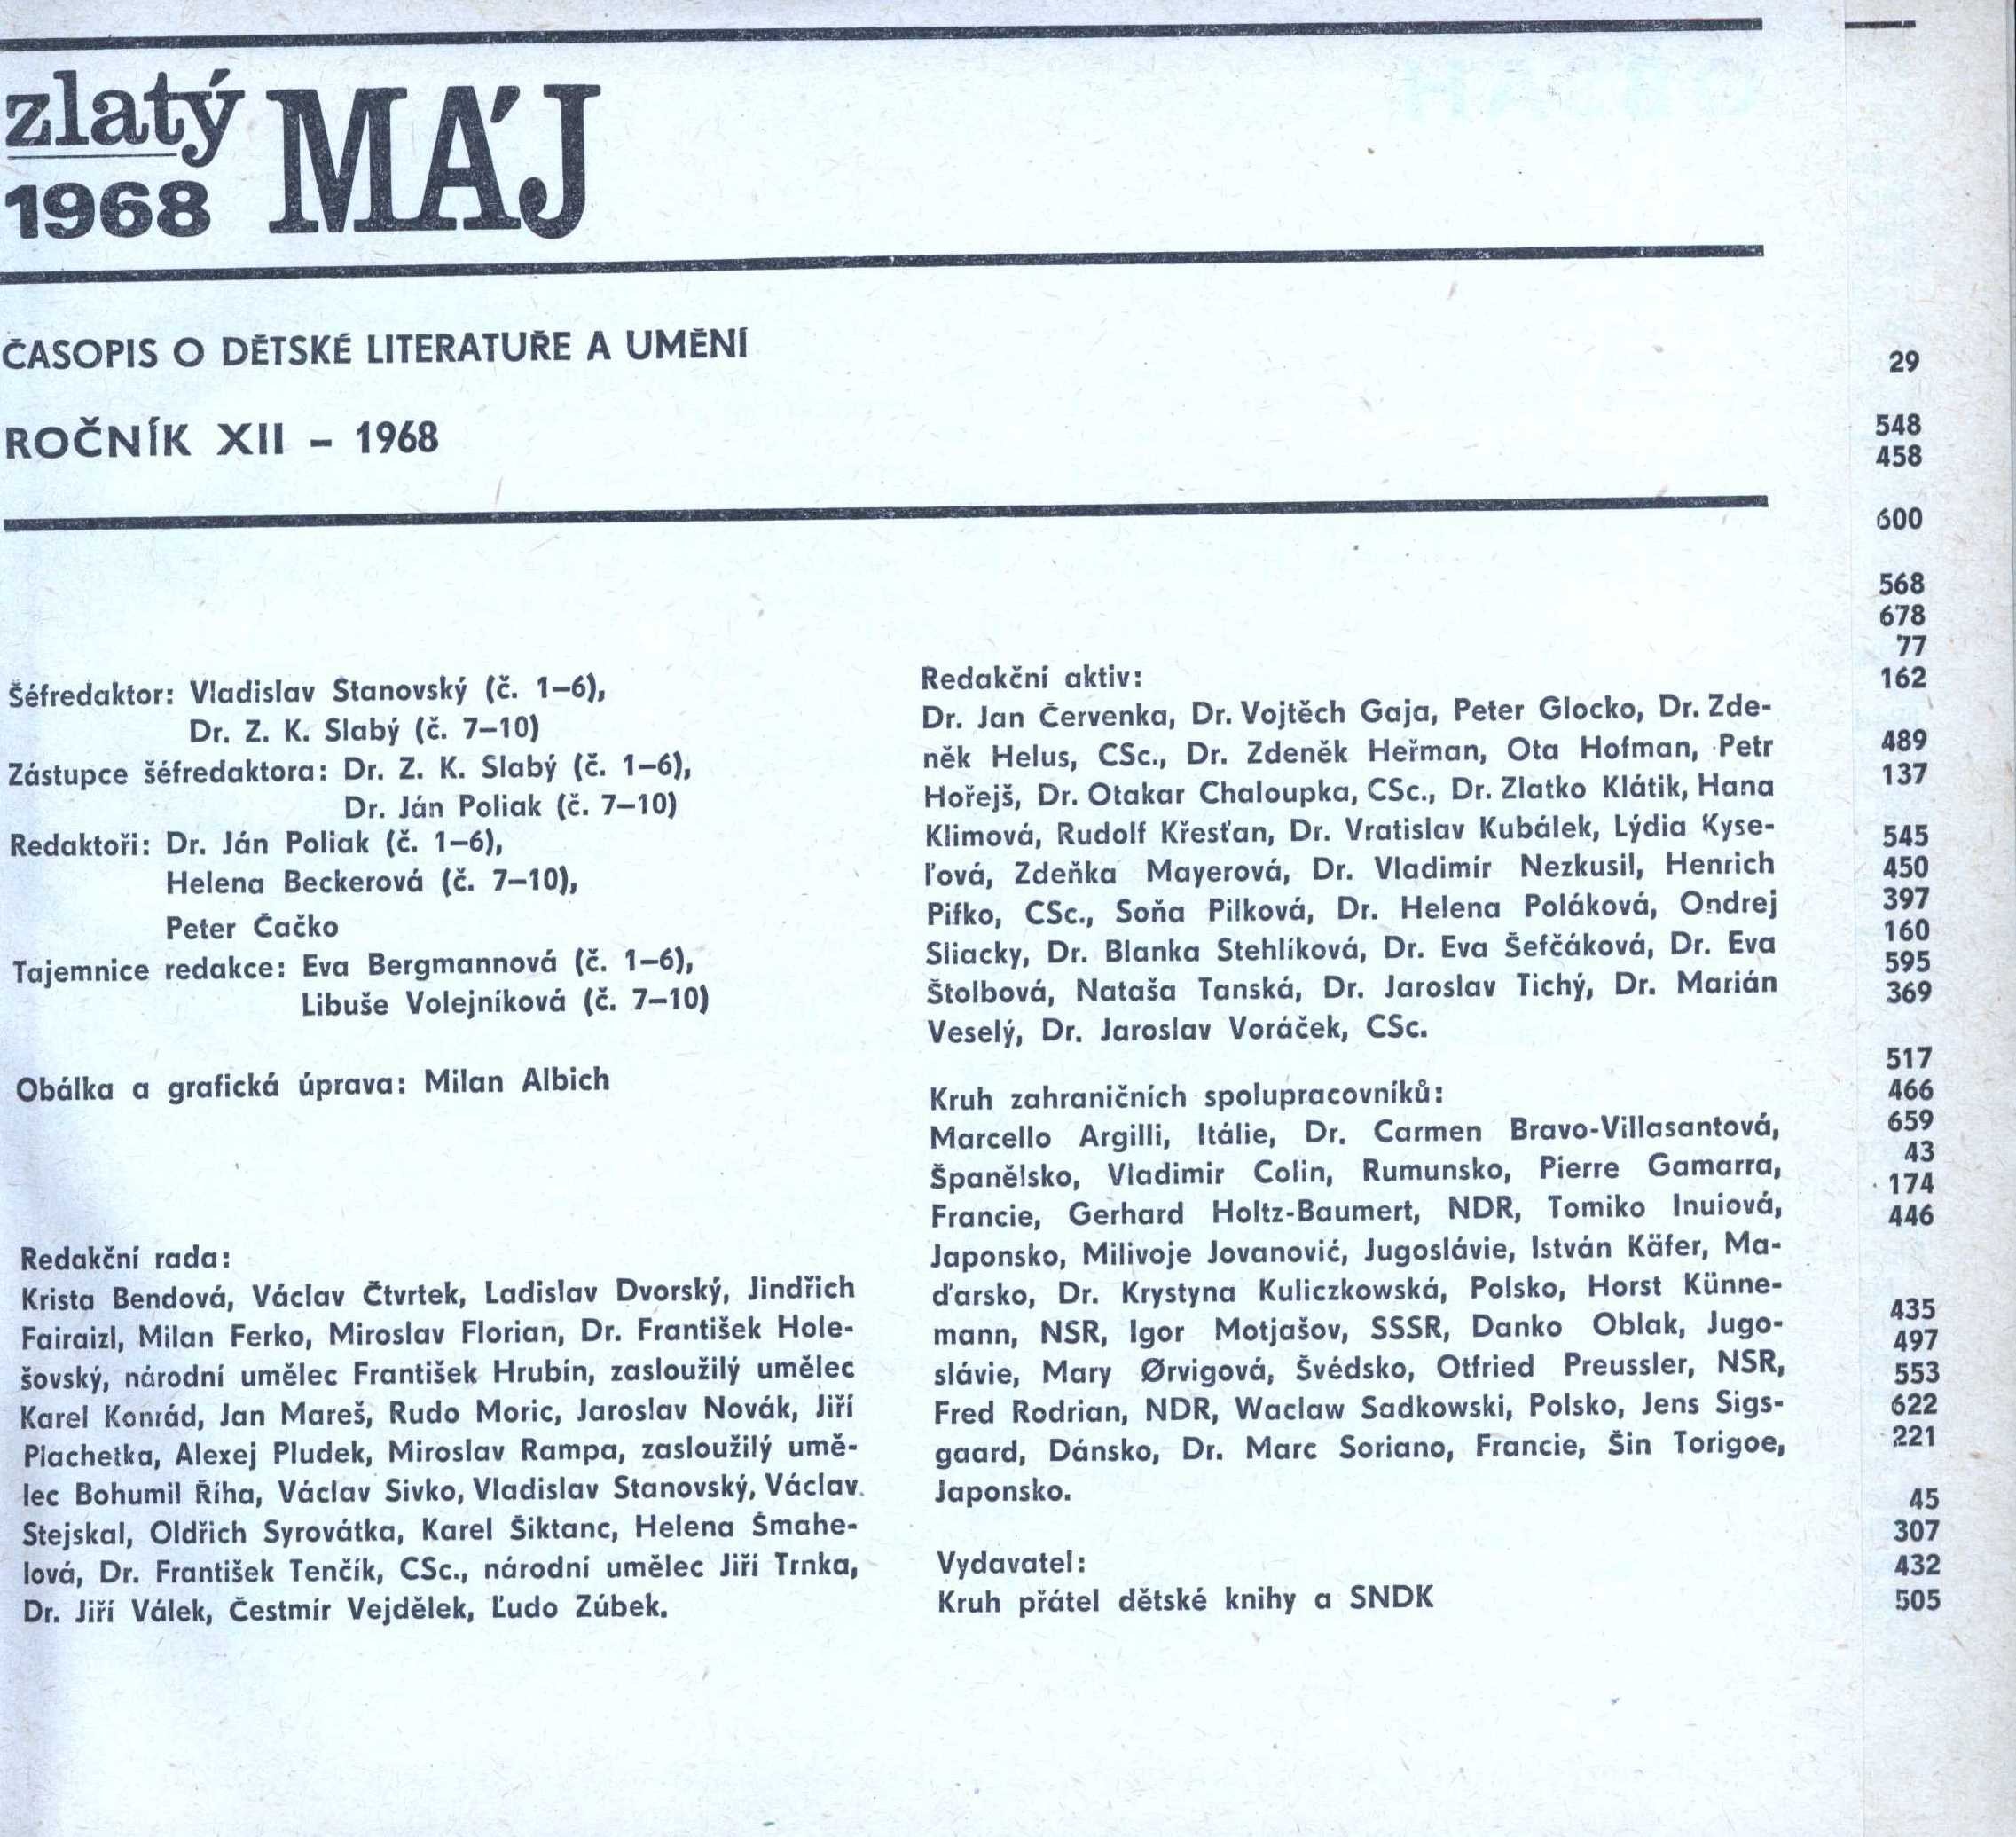 zlatý MÁJ
1968
ČASOPIS O DĚTSKÉ LITERATUŘE A UMĚNÍ
ROČNÍK XII – 1968
Šéfredaktor: Vladislav Stanovský (č. 1–6),
Dr. Z. K. Slabý (č. 7–10)
Zástupce šéfredaktora: Dr. Z. K. Slabý (č. 1–6),
Dr. Ján Poliak (č. 7–10)
Redaktoři: Dr. Ján Poliak (č. 1–6),
Helena Beckerová (č. 7–10),
Peter Čačko
Tajemnice redakce: Eva Bergmannová (č. 1–6),
Libuše Volejníková (č. 7–10)
Obálka a grafická úprava: Milan Albich
Redakční rada:
Krista Bendová, Václav Čtvrtek, Ladislav Dvorský, Jindřich
Fairaizl, Milan Ferko, Miroslav Florian, Dr. František Hole-
šovský, národní umělec František Hrubín, zasloužilý umělec
Karel Konrád, Jan Mareš, Rudo Moric, Jaroslav Novák, Jiří
Plachetka, Alexej Pludek, Miroslav Rampa, zasloužilý umě-
lec Bohumil Říha, Václav Sivko, Vladislav Stanovský, Václav
Stejskal, Oldřich Syrovátka, Karel Šiktanc, Helena Šmahe-
lová, Dr. František Tenčík, CSc., národní umělec Jiří Trnka,
Dr. Jiří Válek, Čestmír Vejdělek, Ľudo Zúbek.
Redakční aktiv:
Dr. Jan Červenka, Dr. Vojtěch Gaja, Peter Glocko, Dr. Zde-
něk Helus, CSc., Dr. Zdeněk Heřman, Ota Hofman, Petr
Hořejš, Dr. Otakar Chaloupka, CSc., Dr. Zlatko Klátik, Hana
Klimová, Rudolf Křesťan, Dr. Vratislav Kubálek, Lýdia Kyse-
ľová, Zdeňka Mayerová, Dr. Vladimír Nezkusil, Henrich
Pifko, CSc., Soňa Pilková, Dr. Helena Poláková, Ondrej
Sliacky, Dr. Blanka Stehlíková, Dr. Eva Šefčáková, Dr. Eva
Štolbová, Nataša Tanská, Dr. Jaroslav Tichý, Dr. Marián
Veselý, Dr. Jaroslav Voráček, CSc.
Kruh zahraničních spolupracovníků:
Marcello Argilli, Itálie, Dr. Carmen Bravo-Villasantová,
Španělsko, Vladimir Colin, Rumunsko, Pierre Gamarra,
Francie, Gerhard Holtz-Baumert, NDR, Tomiko Inuiová,
Japonsko, Milivoje Jovanović, Jugoslávie, István Käfer, Ma-
ďarsko, Dr. Krystyna Kuliczkowská, Polsko, Horst Künne-
mann, NSR, Igor Motjašov, SSSR, Danko Oblak, Jugo-
slávie, Mary Ørvigová, Švédsko, Otfried Preussler, NSR,
Fred Rodrian, NDR, Waclaw Sadkowski, Polsko, Jens Sigs-
gaard, Dánsko, Dr. Marc Soriano, Francie, Šin Torigoe,
Japonsko.
Vydavatel:
Kruh přátel dětské knihy a SNDK
29
548
458
600
568
678
77
162
489
137
545
450
397
160
595
369
517
466
659
43
174
446
435
497
553
622
221
45
307
432
505